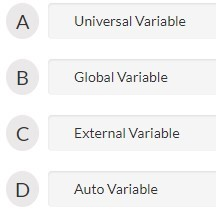 A Universal Variable
B Global Variable
C External Variable
D Auto Variable